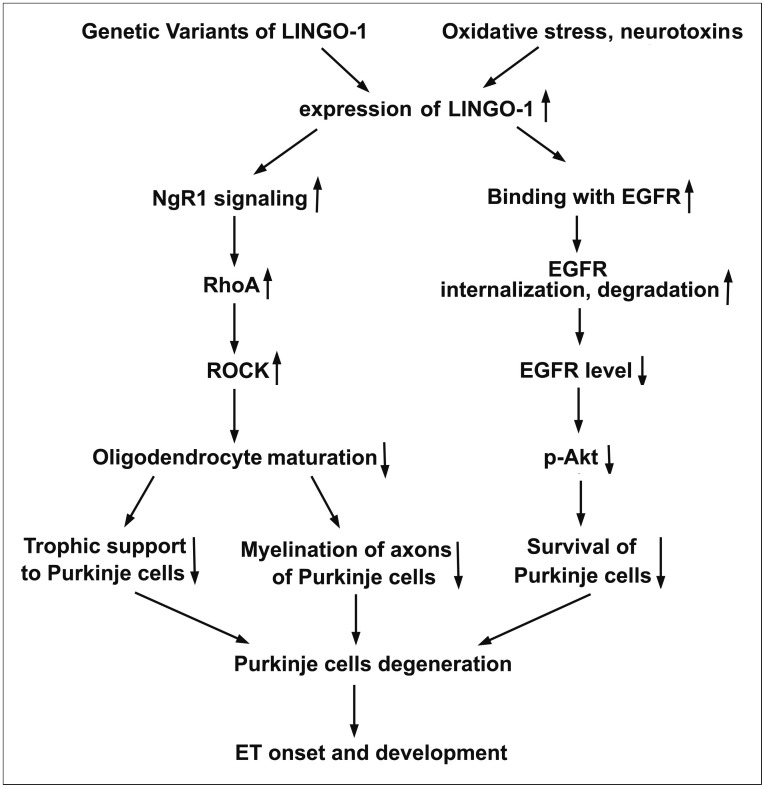 Genetic Variants of LINGO-1
Oxidative stress, neurotoxins
expression of LINGO-1
NgR1 signaling
Binding with EGFR
RhoA
EGFR
internalization, degradation
ROCK
EGFR level
Oligodendrocyte maturation
p-Akt
Trophic support
to Purkinje cells
Myelination of axons
of Purkinje cells
Survival of
Purkinje cells
Purkinje cells degeneration
ET onset and development